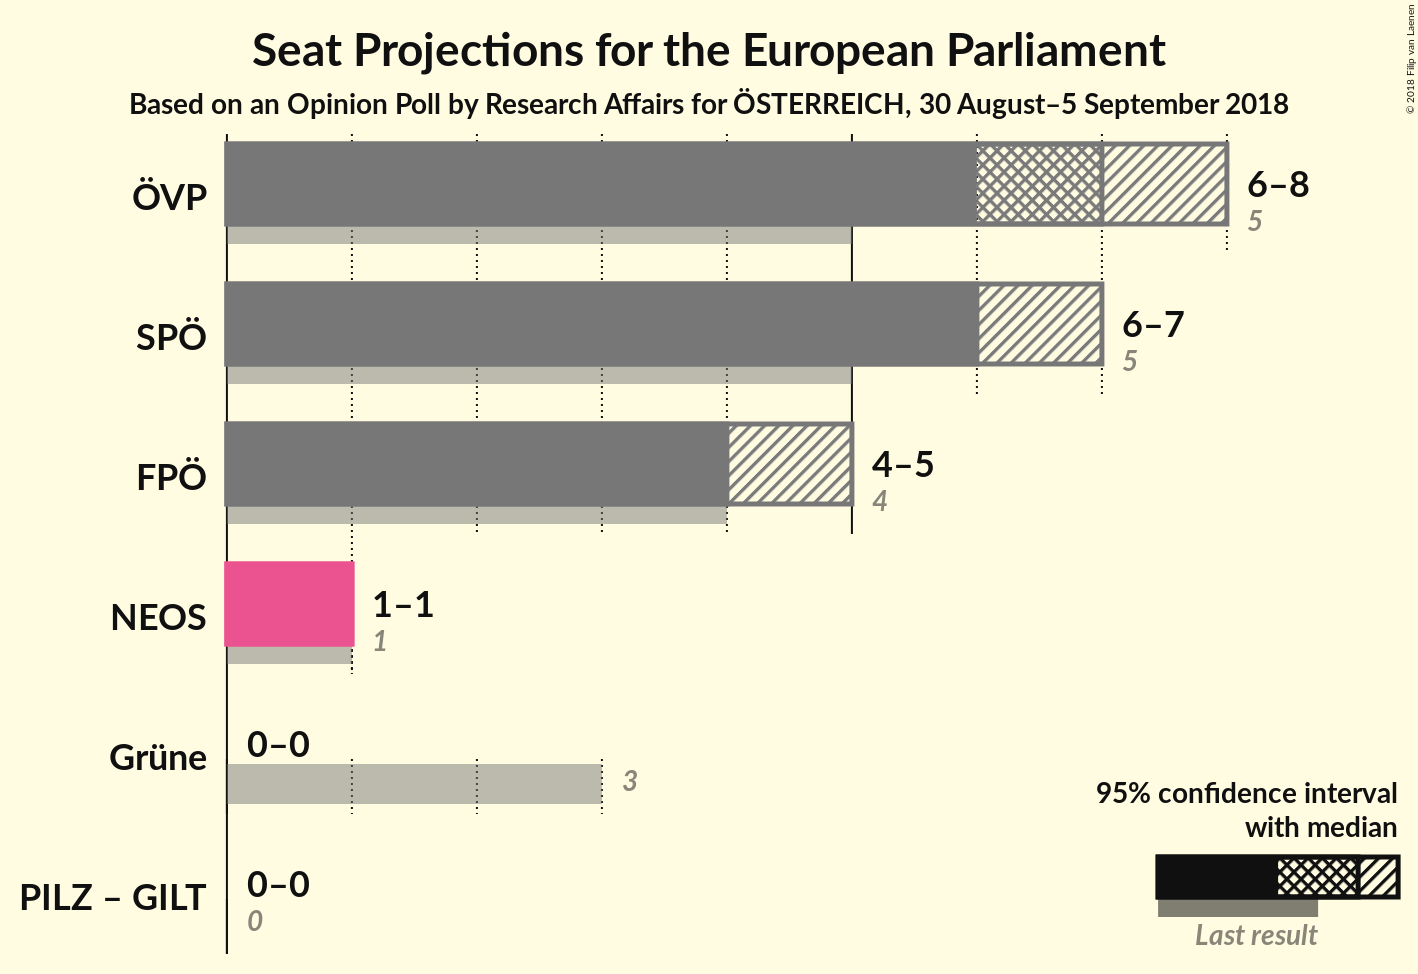 Seat Projections for the European Parliament
Based on an Opinion Poll by Research Affairs for ÖSTERREICH, 30 August–5 September 2018
© 2018 Filip van Laenen
ÖVP
6–8
5
SPÖ
6–7
5
FPÖ
4–5
4
NEOS
1–1
1
Grüne
0–0
3
PILZ – GILT
0–0
0
95% confidence interval
with median
Last result